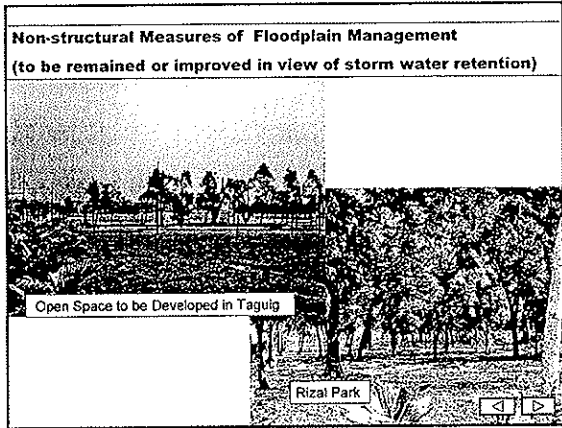 Non-structural Measures of Floodplain Management
(to be remained or improved in view of storm water retention)
Open Space to be Developed in Taguig
Rizal Park